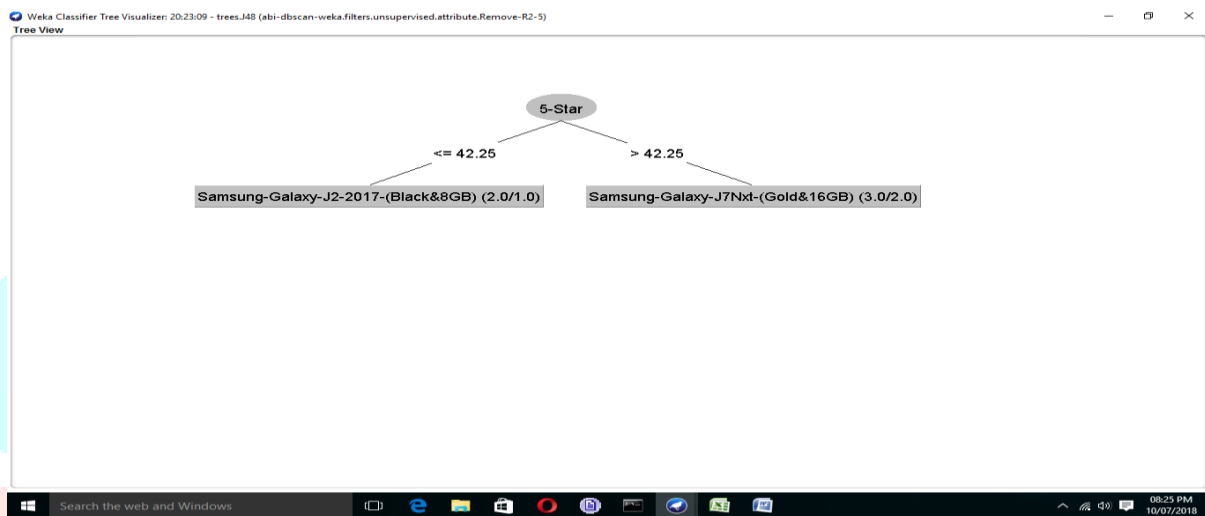 Weka Classifier Tree Visualizer: 20:23:09 - trees.J48 (abi-dbscan-weka.filters.unsupervised.attribute.Remove-R2-5)
Tree View
5-Star
<= 42.25 > 42.25
Samsung-Galaxy-J2-2017-(Black&8GB) (2.0/1.0) Samsung-Galaxy-J7Nxt-(Gold&16GB) (3.0/2.0)
Search the web and Windows
08:25 PM
10/07/2018